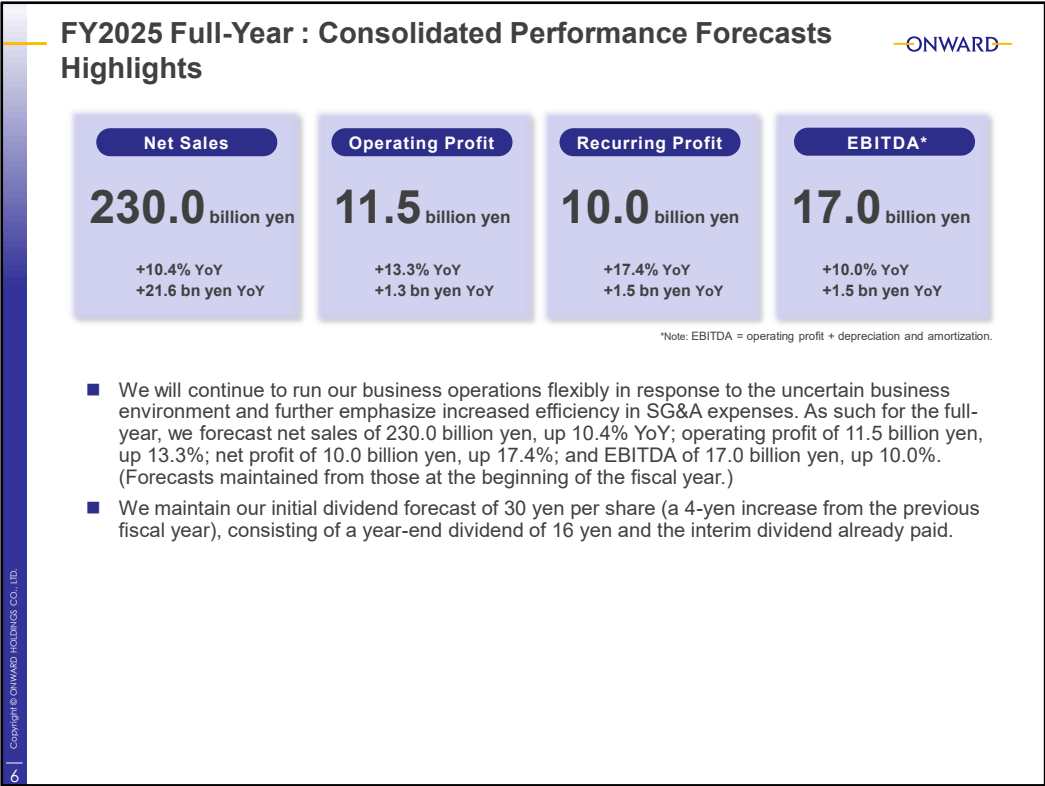 FY2025 Full-Year : Consolidated Performance Forecasts
Highlights
ONWARD
Net Sales
230.0 billion yen
+10.4% YoY
+21.6 bn yen YoY
Operating Profit
11.5 billion yen
+13.3% YoY
+1.3 bn yen YoY
Recurring Profit
10.0 billion yen
+17.4% YoY
+1.5 bn yen YoY
EBITDA*
17.0 billion yen
+10.0% YoY
+1.5 bn yen YoY
*Note: EBITDA = operating profit + depreciation and amortization.
■ We will continue to run our business operations flexibly in response to the uncertain business
environment and further emphasize increased efficiency in SG&A expenses. As such for the full-
year, we forecast net sales of 230.0 billion yen, up 10.4% YoY; operating profit of 11.5 billion yen,
up 13.3%; net profit of 10.0 billion yen, up 17.4%; and EBITDA of 17.0 billion yen, up 10.0%.
(Forecasts maintained from those at the beginning of the fiscal year.)
■ We maintain our initial dividend forecast of 30 yen per share (a 4-yen increase from the previous
fiscal year), consisting of a year-end dividend of 16 yen and the interim dividend already paid.
Copyright © ONWARD HOLDINGS CO., LTD.
6